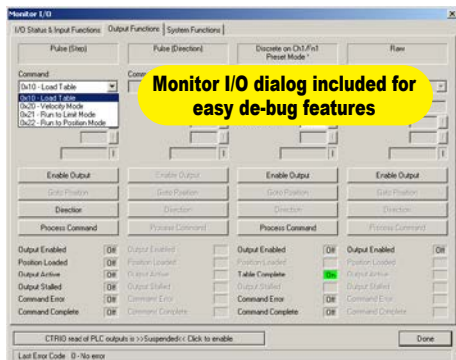 Monitor I/O
I/O Status & Input Functions Output Functions System Functions
Pulse (Step) Pulse (Direction) Discrete on Ch1/Fn1 Raw
Preset Mode
Command
0x10 - Load Table
0x10 - Load Table
0x20 - Velocity Mode
0x21 - Run to Limit Mode
0x22 - Run to Position Mode
Monitor I/O dialog included for
easy de-bug features
Enable Output Enable Output Enable Output Enable Output
Goto Position Goto Position Goto Position Goto Position
Direction Direction Direction Direction
Process Command Process Command Process Command Process Command
Output Enabled Off Output Enabled Output Enabled Off Output Enabled Off
Position Loaded Off Position Loaded Position Loaded Position Loaded
Output Active Off Output Active Table Complete On Output Active
Output Stalled Off Output Stalled Output Stalled Output Stalled
Command Error Off Command Error Command Error Off Command Error
Command Complete Off Command Complete Command Complete Off Command Complete
CTRIO read of PLC outputs is >>Suspended<< Click to enable Done
Last Error Code 0 - No error